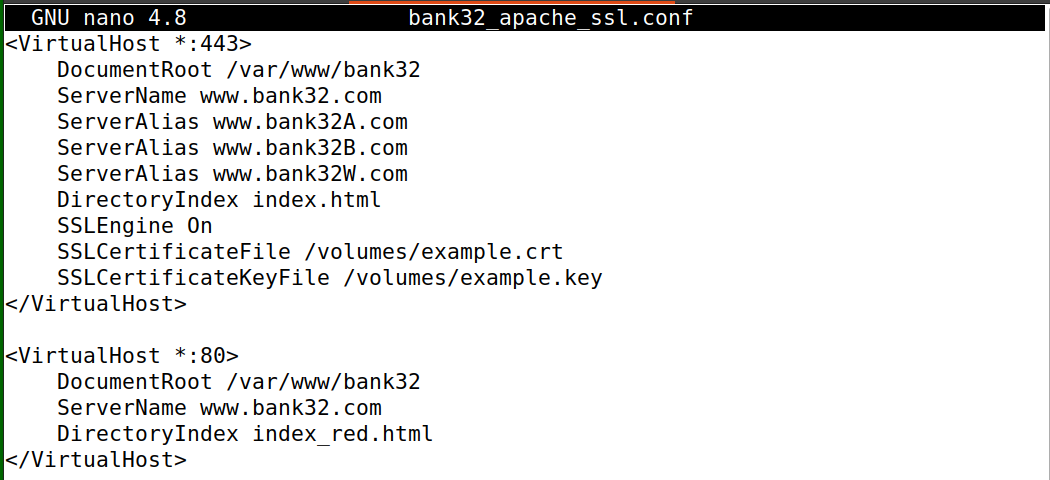 GNU nano 4.8 bank32_apache_ssl.conf
<VirtualHost *:443>
    DocumentRoot /var/www/bank32
    ServerName www.bank32.com
    ServerAlias www.bank32A.com
    ServerAlias www.bank32B.com
    ServerAlias www.bank32W.com
    DirectoryIndex index.html
    SSLEngine On
    SSLCertificateFile /volumes/example.crt
    SSLCertificateKeyFile /volumes/example.key
</VirtualHost>

<VirtualHost *:80>
    DocumentRoot /var/www/bank32
    ServerName www.bank32.com
    DirectoryIndex index_red.html
</VirtualHost>